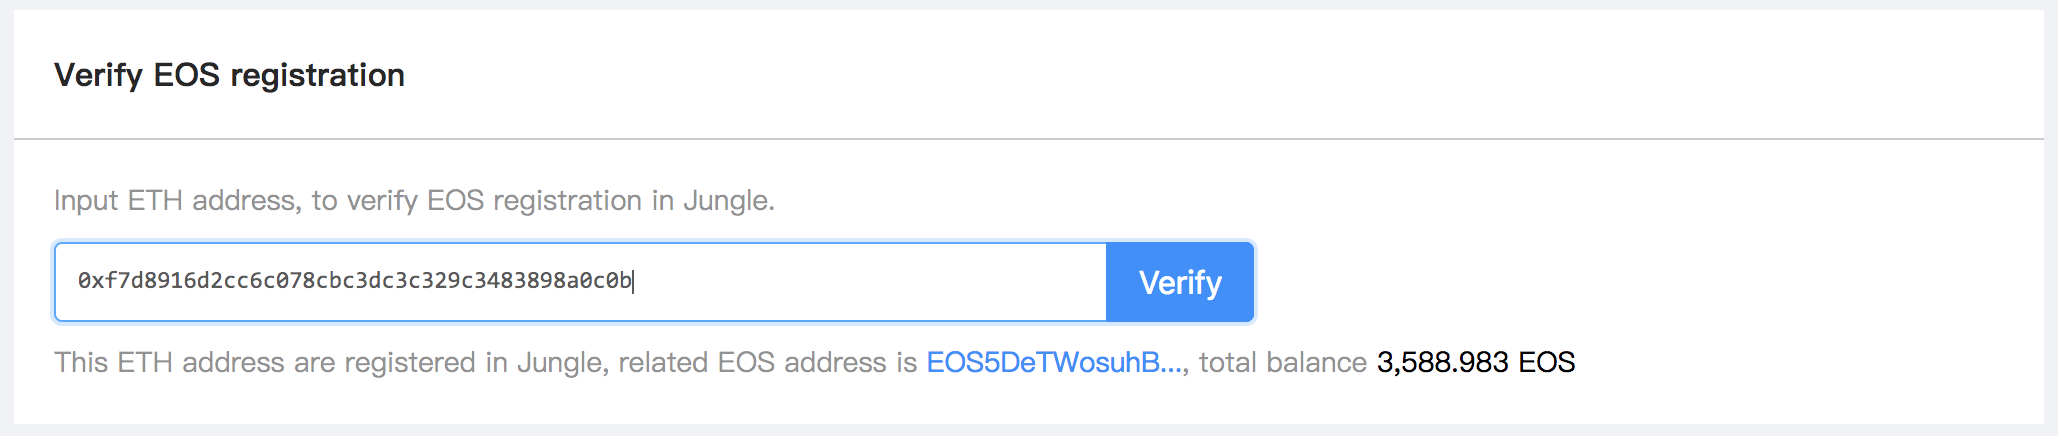 Verify EOS registration
Input ETH address, to verify EOS registration in Jungle.
0xf7d8916d2cc6c078cbc3dc3c329c3483898a0c0b
Verify
This ETH address are registered in Jungle, related EOS address is EOS5DeTWosuhB..., total balance 3,588.983 EOS